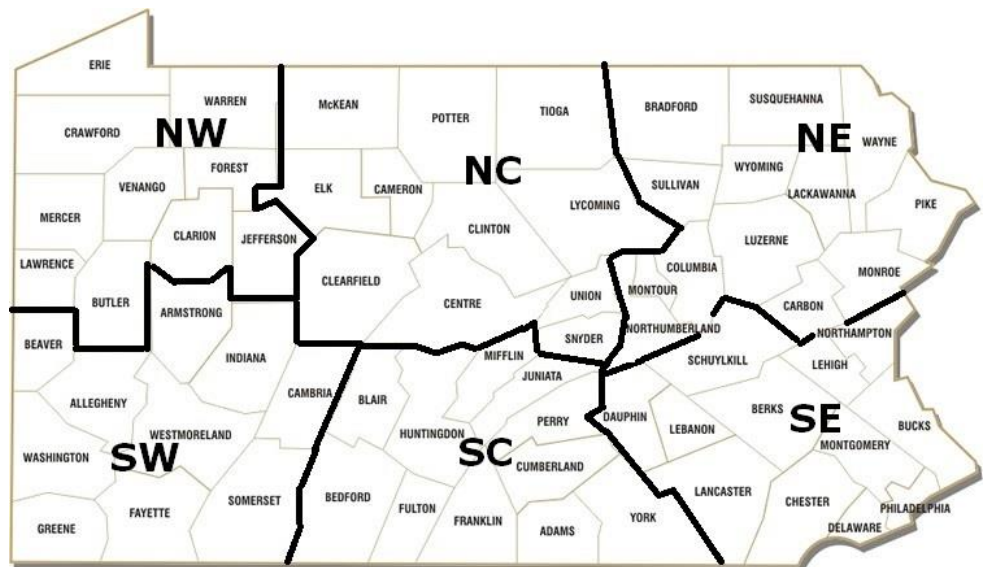 ERIE
WARREN
McKEAN
POTTER
TIOGA
BRADFORD
SUSQUEHANNA
CRAWFORD
NW
NE
WAYNE
VENANGO
FOREST
ELK
CAMERON
NC
SULLIVAN
WYOMING
LACKAWANNA
MERCER
CLARION
JEFFERSON
CLINTON
LYCOMING
PIKE
LAWRENCE
CLEARFIELD
COLUMBIA
LUZERNE
MONROE
BUTLER
ARMSTRONG
CENTRE
UNION
MONTOUR
CARBON
BEAVER
INDIANA
SNYDER
NORTHUMBERLAND
NORTHAMPTON
MIFFLIN
SCHUYLKILL
LEHIGH
ALLEGHENY
CAMBRIA
BLAIR
JUNIATA
PERRY
DAUPHIN
BERKS
SE
BUCKS
WASHINGTON
SW
WESTMORELAND
HUNTINGDON
SC
CUMBERLAND
LEBANON
MONTGOMERY
GREENE
FAYETTE
SOMERSET
BEDFORD
FULTON
FRANKLIN
ADAMS
YORK
LANCASTER
CHESTER
DELAWARE
PHILADELPHIA